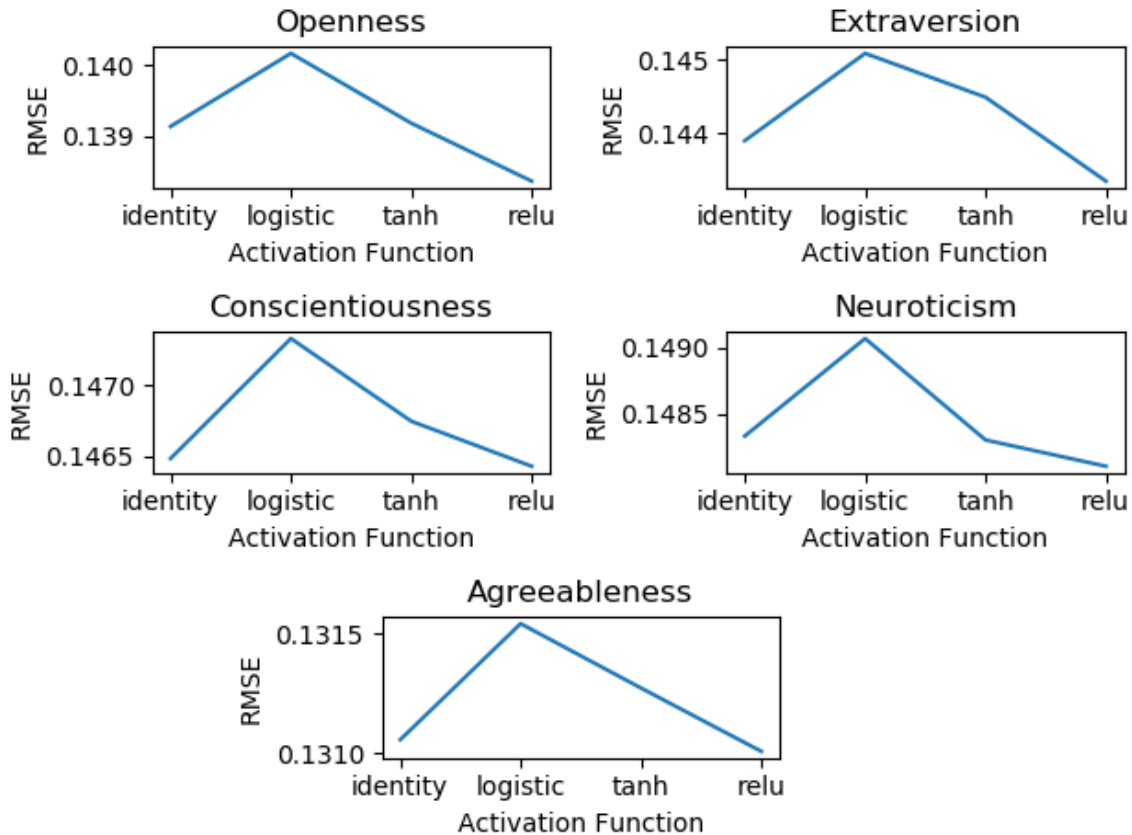 Openness
RMSE
0.140
0.139
identity logistic tanh relu
Activation Function
Extraversion
RMSE
0.145
0.144
identity logistic tanh relu
Activation Function
Conscientiousness
RMSE
0.1470
0.1465
identity logistic tanh relu
Activation Function
Neuroticism
RMSE
0.1490
0.1485
identity logistic tanh relu
Activation Function
Agreeableness
RMSE
0.1315
0.1310
identity logistic tanh relu
Activation Function